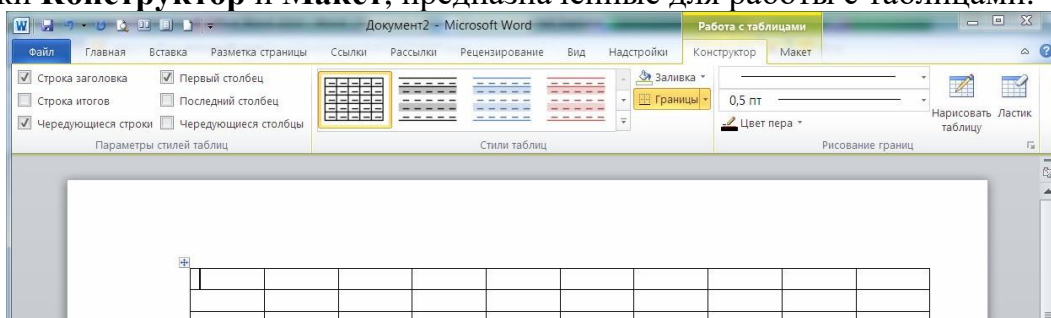 ки Конструктор и Макет, предназначенные для работы с таблицами.
Документ2 - Microsoft Word
Работа с таблицами
Файл Главная Вставка Разметка страницы Ссылки Рассылки Рецензирование Вид Надстройки Конструктор Макет
Строка заголовка Первый столбец
Строка итогов Последний столбец
Чередующиеся строки Чередующиеся столбцы
Параметры стилей таблиц
Стили таблиц
Заливка
Границы
0,5 пт
Цвет пера
Нарисовать таблицу
Ластик
Рисование границ